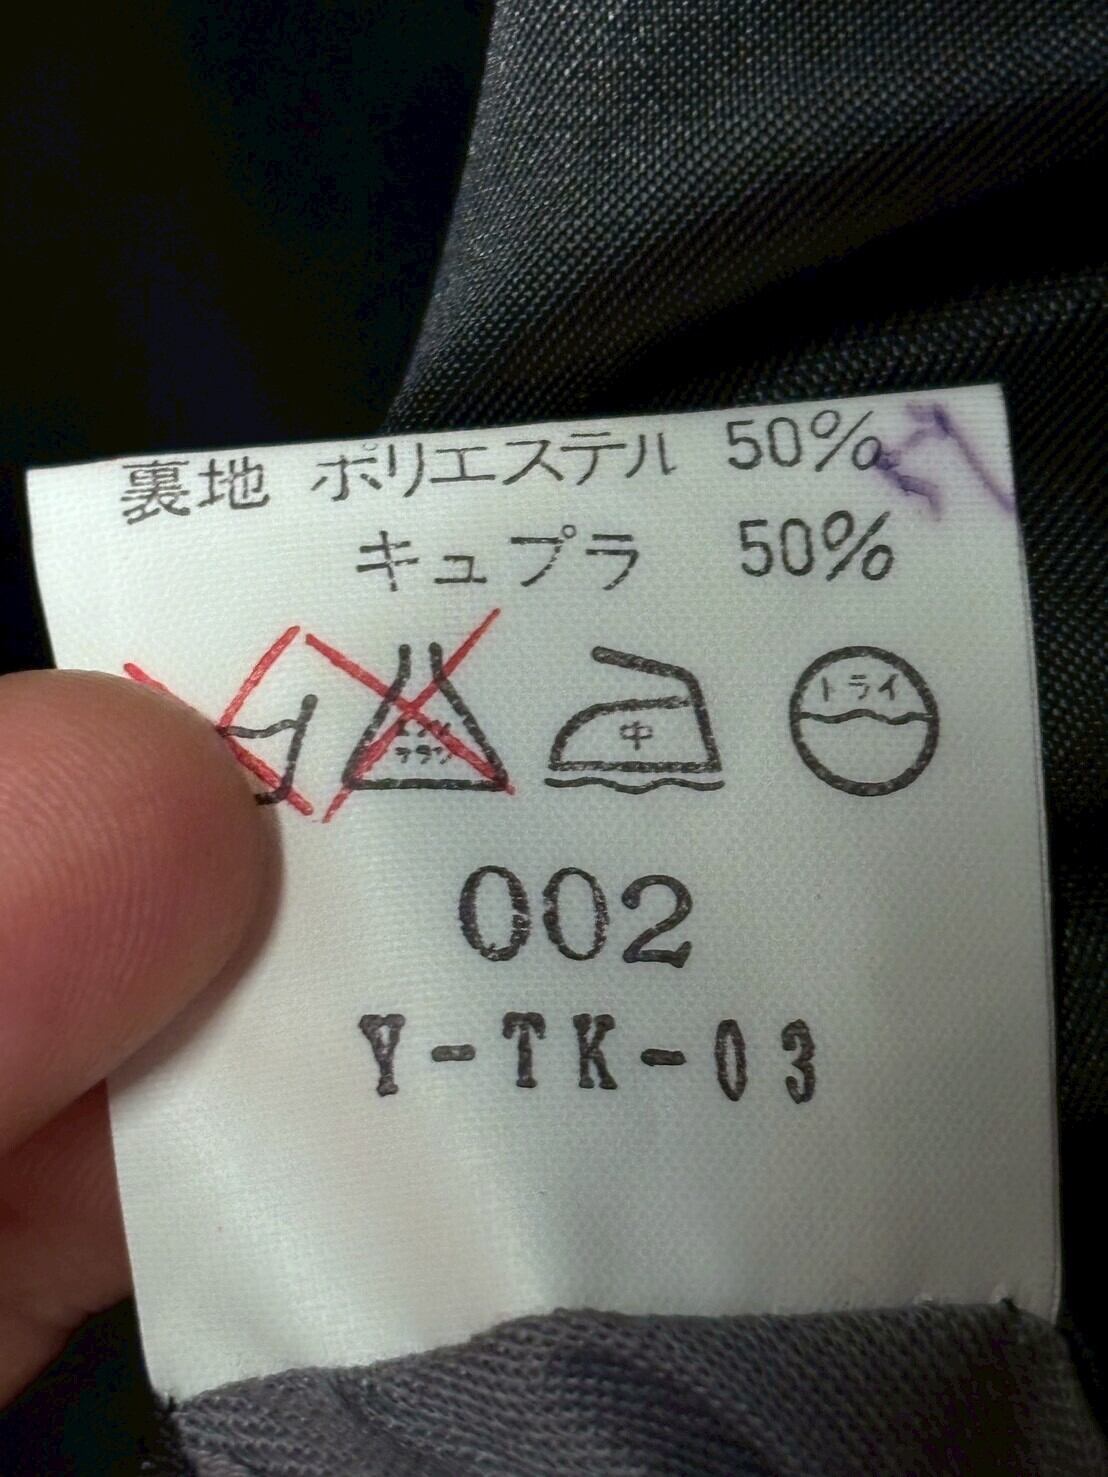 裏地 ポリエステル 50%
キュプラ 50%
中 ドライ
002
Y-TK-03